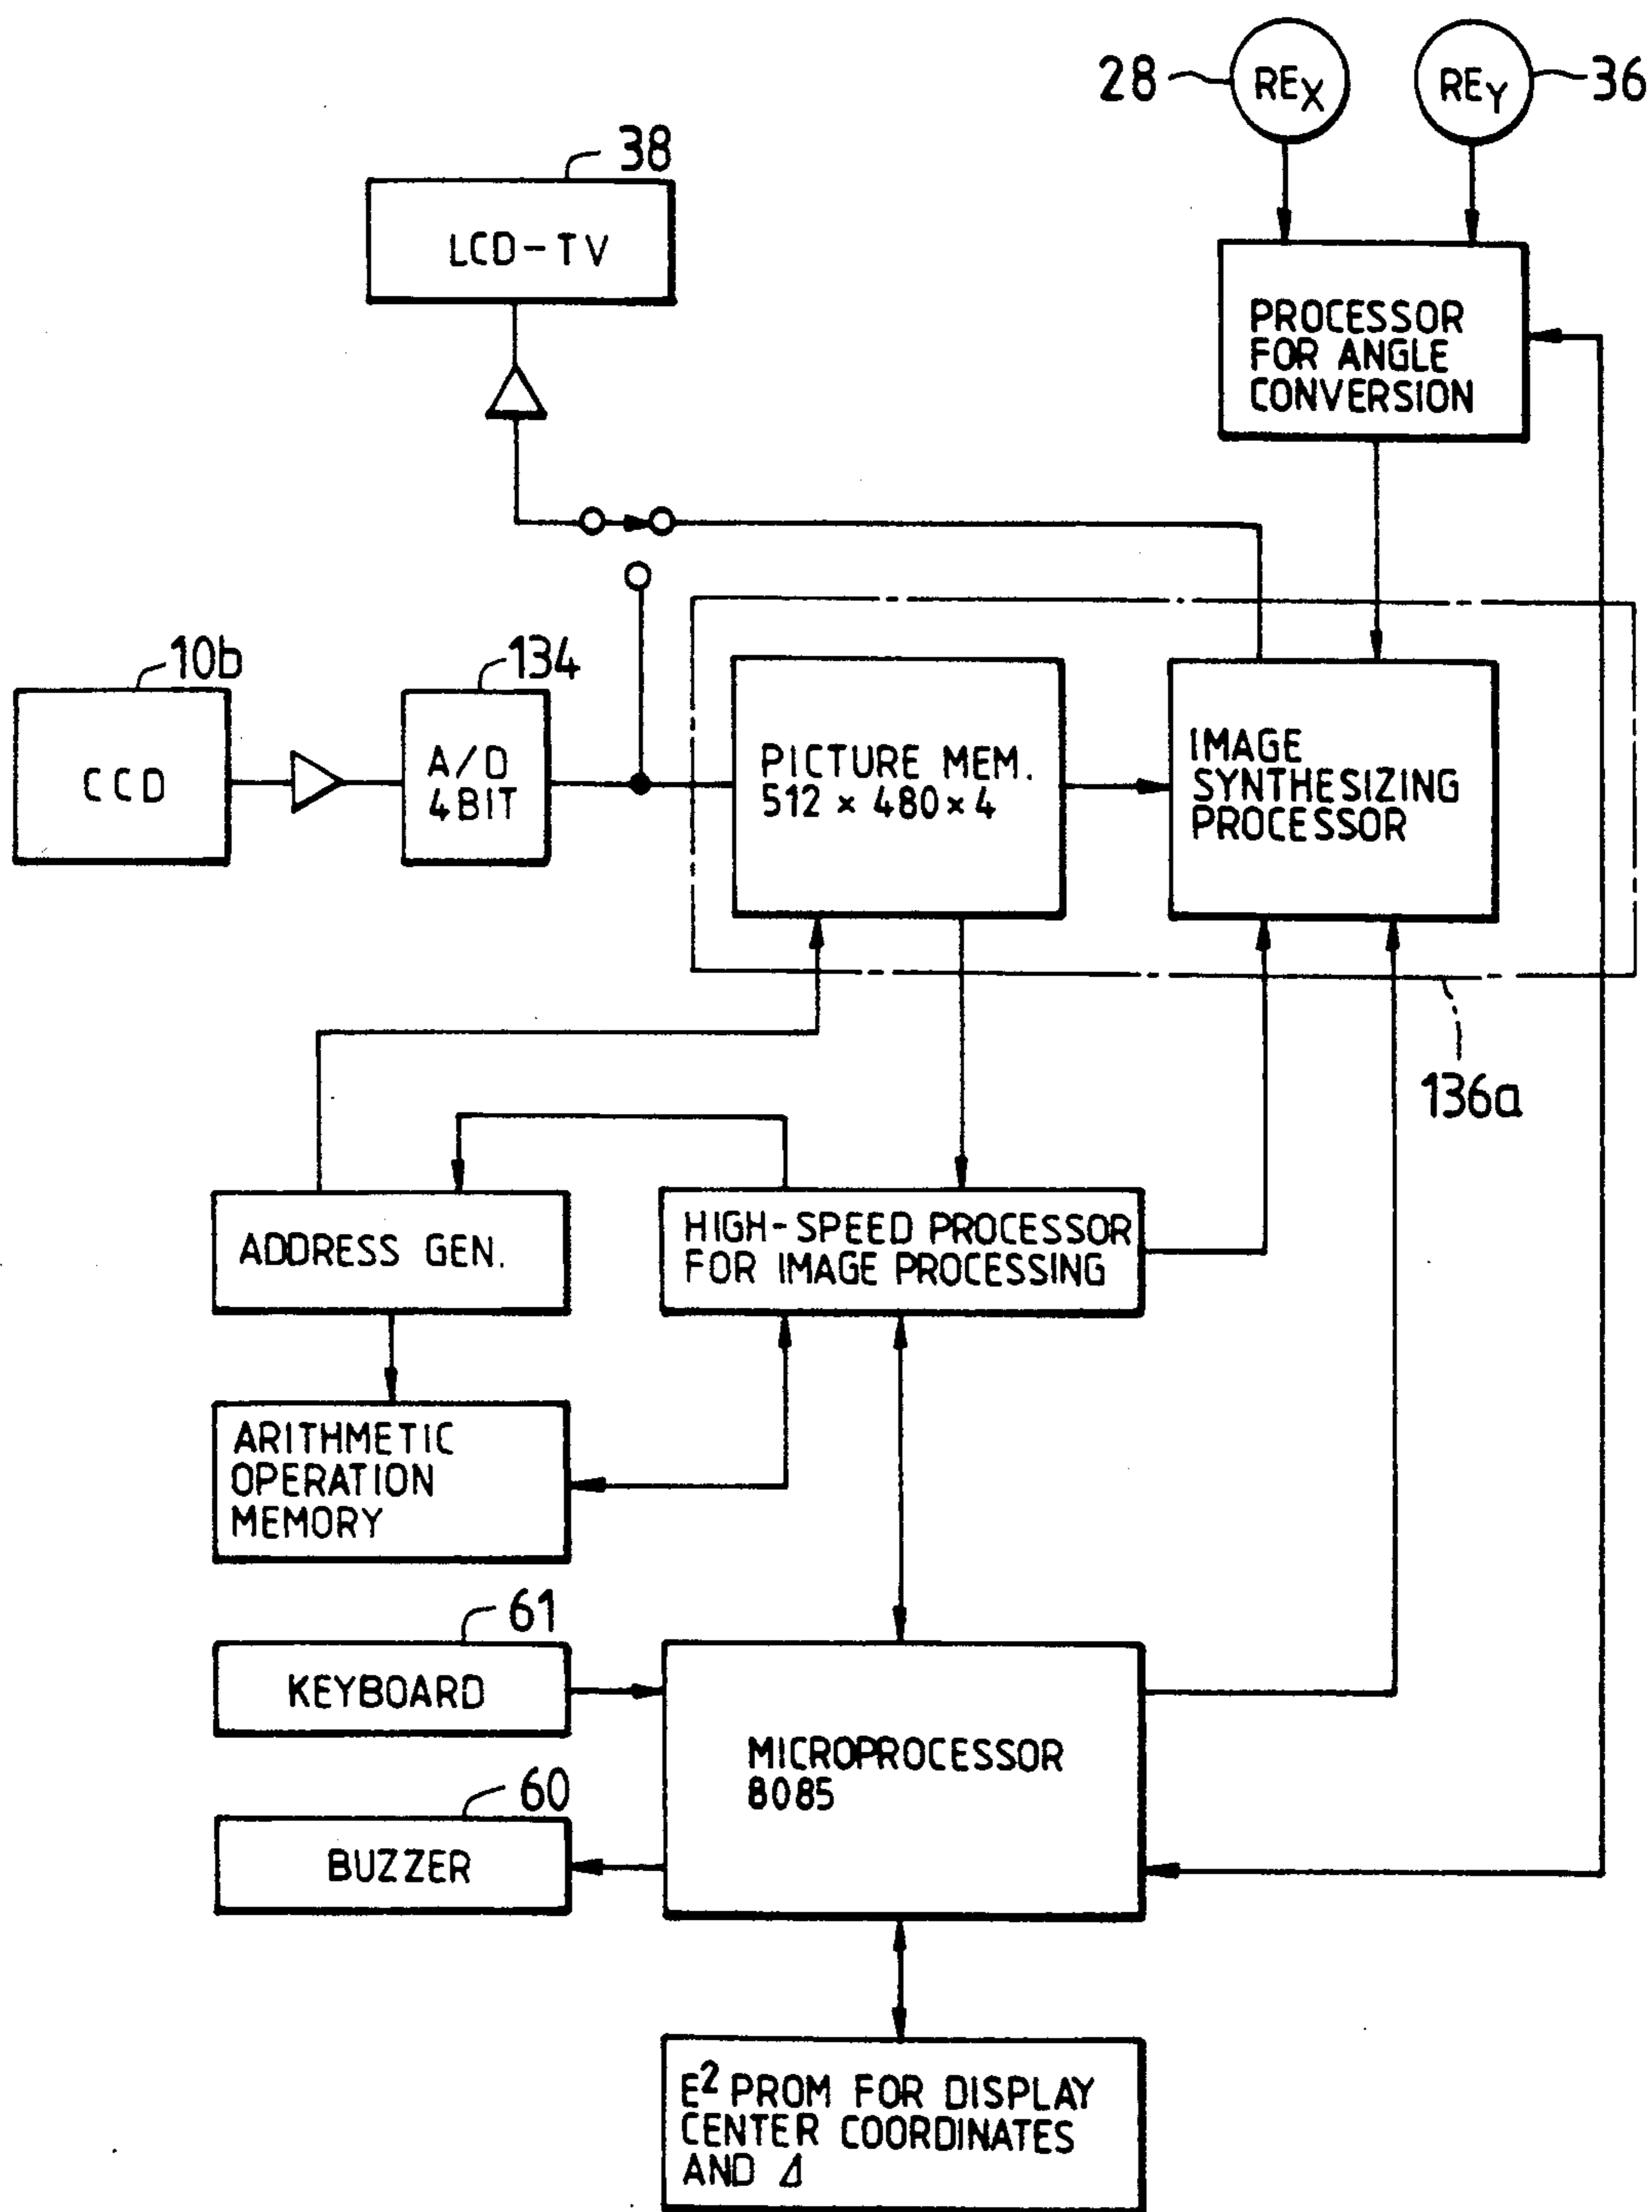 28
RE_X
RE_Y
36
38
LCD-TV
PROCESSOR
FOR ANGLE
CONVERSION
10b
134
CCD
A/D
4BIT
PICTURE MEM.
512 × 480 × 4
IMAGE
SYNTHESIZING
PROCESSOR
136a
ADDRESS GEN.
HIGH-SPEED PROCESSOR
FOR IMAGE PROCESSING
ARITHMETIC
OPERATION
MEMORY
61
KEYBOARD
MICROPROCESSOR
8085
60
BUZZER
E² PROM FOR DISPLAY
CENTER COORDINATES
AND Δ